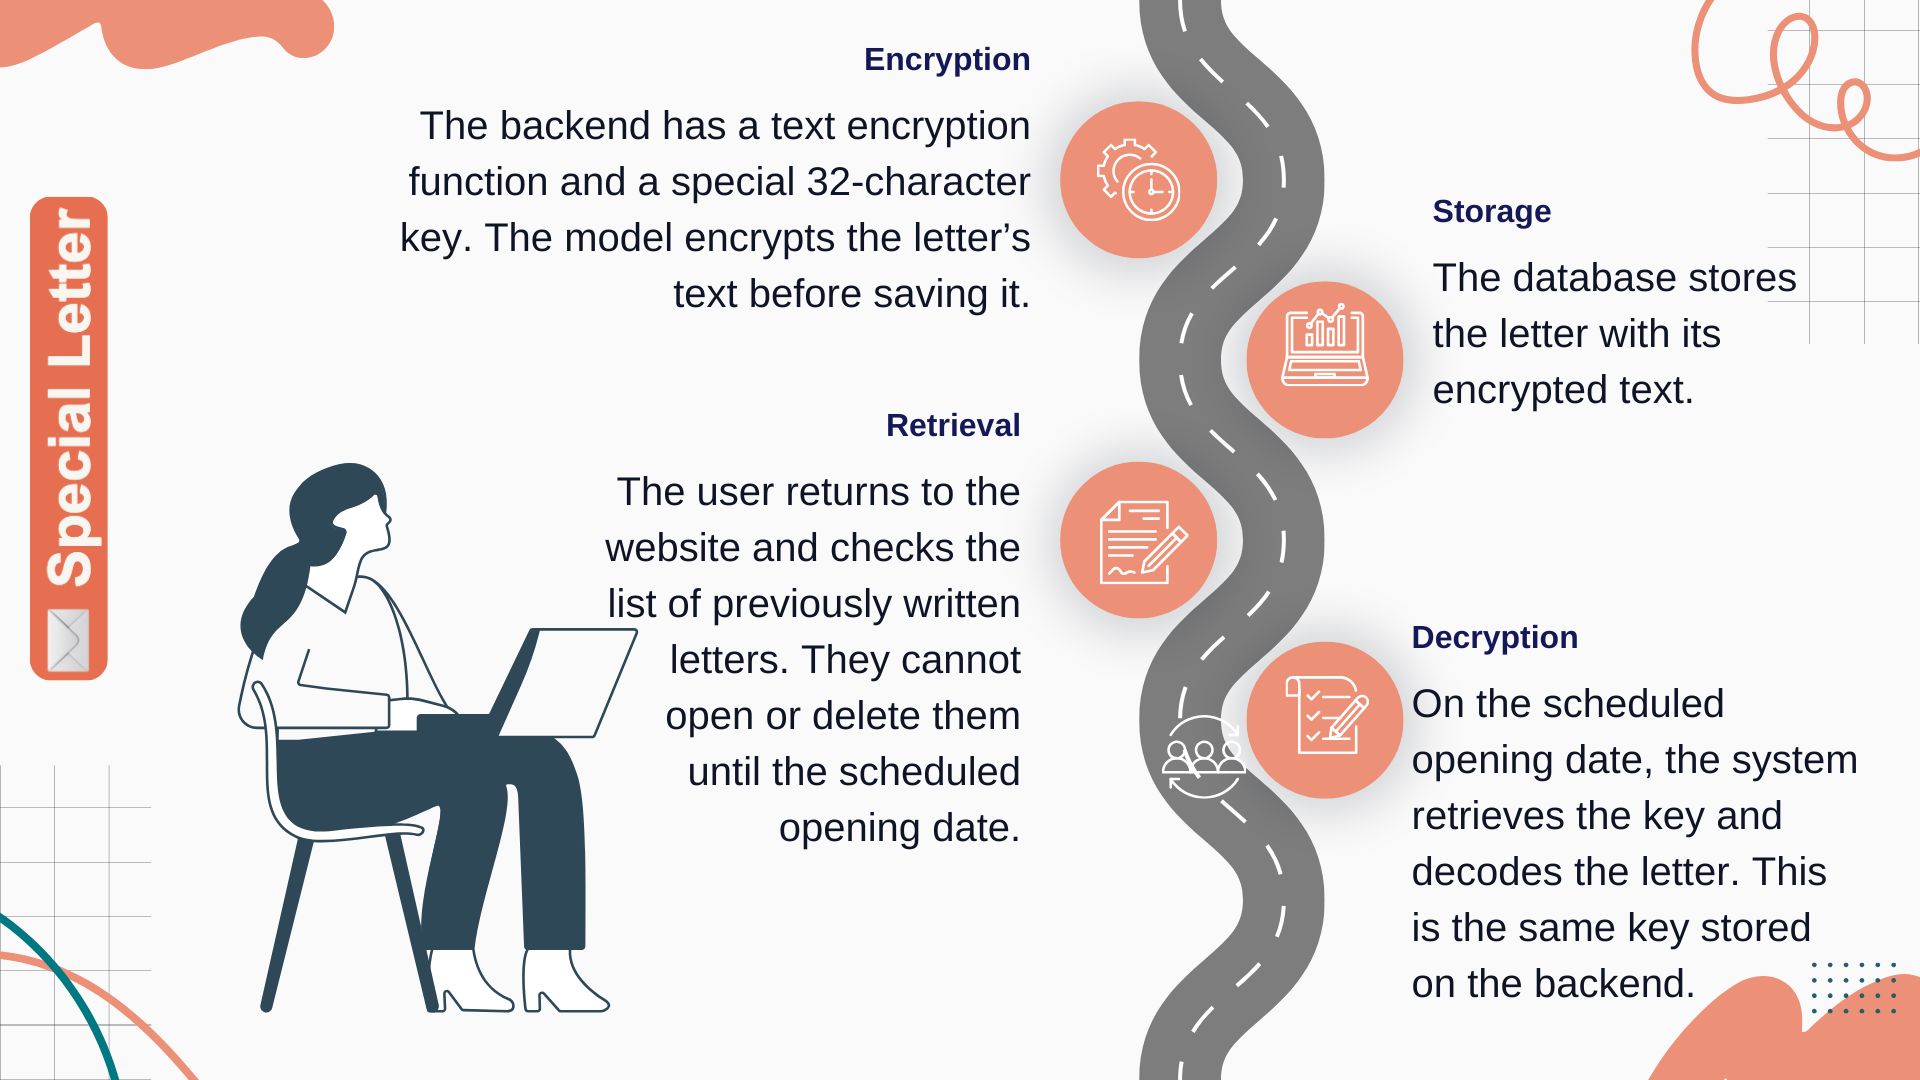 Special Letter
Encryption
The backend has a text encryption
function and a special 32-character
key. The model encrypts the letter’s
text before saving it.
Storage
The database stores
the letter with its
encrypted text.
Retrieval
The user returns to the
website and checks the
list of previously written
letters. They cannot
open or delete them
until the scheduled
opening date.
Decryption
On the scheduled
opening date, the system
retrieves the key and
decodes the letter. This
is the same key stored
on the backend.